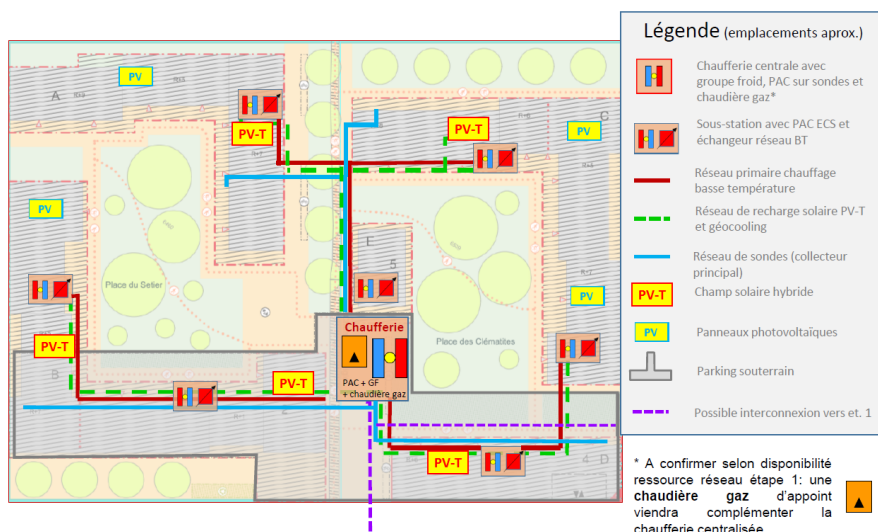 Légende (emplacements aprox.)
Chaufferie centrale avec
groupe froid, PAC sur sondes et
chaudière gaz*
Sous-station avec PAC ECS et
échangeur réseau BT
Réseau primaire chauffage
basse température
Réseau de recharge solaire PV-T
et géocooling
Réseau de sondes (collecteur
principal)
PV-T
Champ solaire hybride
PV
Panneaux photovoltaïques
Parking souterrain
Possible interconnexion vers et. 1
* A confirmer selon disponibilité
ressource réseau étape 1: une
chaudière gaz d'appoint
viendra complémenter la
chaufferie centralisée
PV
A
PV-T
PV-T
C
PV
PV
E
5
Place du Sellier
PV
PV-T
Chaufferie
PAC + GF
+ chaudière gaz
Place des Clématites
B
PV-T
PV-T
4
D